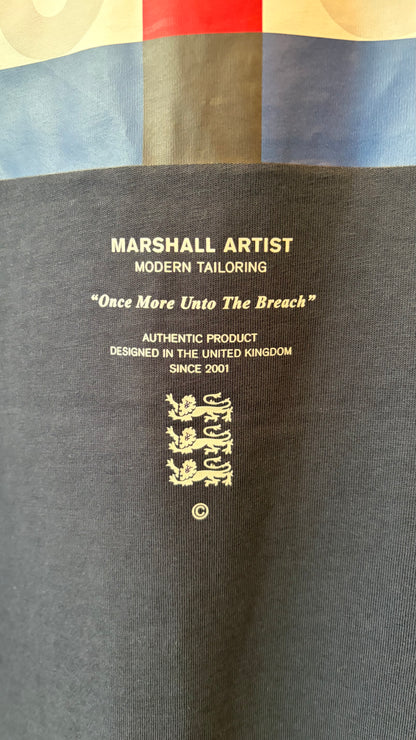 MARSHALL ARTIST
MODERN TAILORING
“Once More Unto The Breach”
AUTHENTIC PRODUCT
DESIGNED IN THE UNITED KINGDOM
SINCE 2001
©